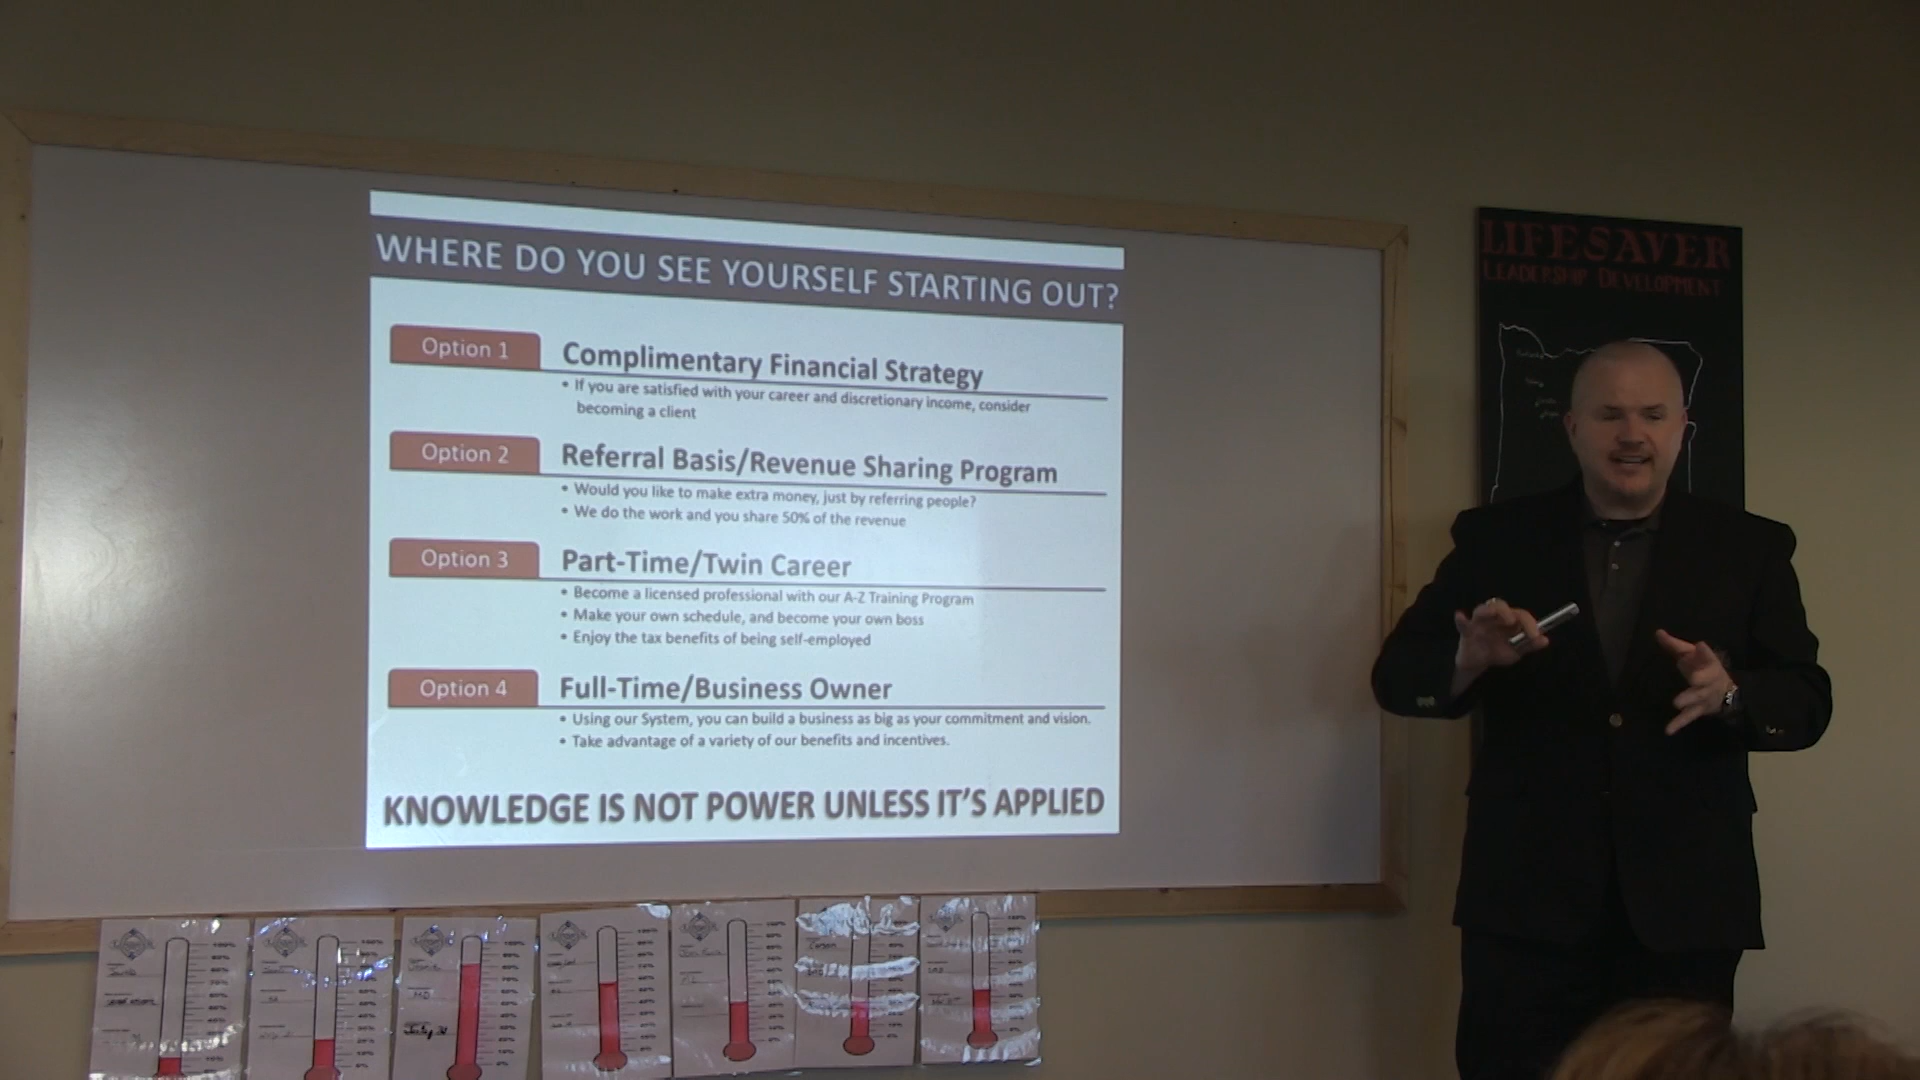 WHERE DO YOU SEE YOURSELF STARTING OUT?
Option 1
Complimentary Financial Strategy
• If you are satisfied with your career and discretionary income, consider
becoming a client
Option 2
Referral Basis/Revenue Sharing Program
• Would you like to make extra money, just by referring people?
• We do the work and you share 50% of the revenue
Option 3
Part-Time/Twin Career
• Become a licensed professional with our A-Z Training Program
• Make your own schedule, and become your own boss
• Enjoy the tax benefits of being self-employed
Option 4
Full-Time/Business Owner
• Using our System, you can build a business as big as your commitment and vision.
• Take advantage of a variety of our benefits and incentives.
KNOWLEDGE IS NOT POWER UNLESS IT'S APPLIED
LIFESAVER
LEADERSHIP DEVELOPMENT
MD
July 31